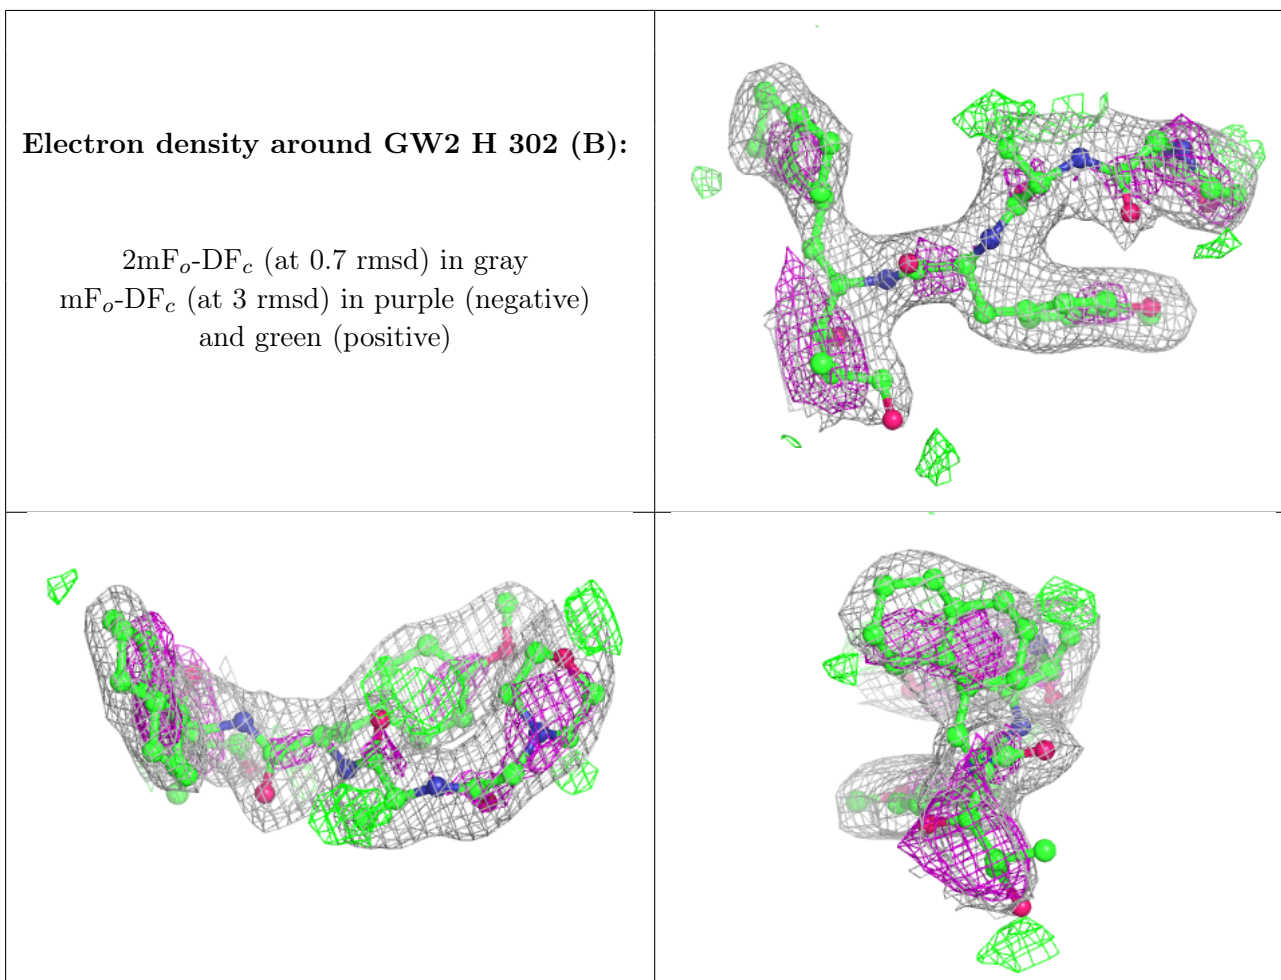 Electron density around GW2 H 302 (B):
2mFₒ-DF𝒸 (at 0.7 rmsd) in gray
mFₒ-DF𝒸 (at 3 rmsd) in purple (negative)
and green (positive)